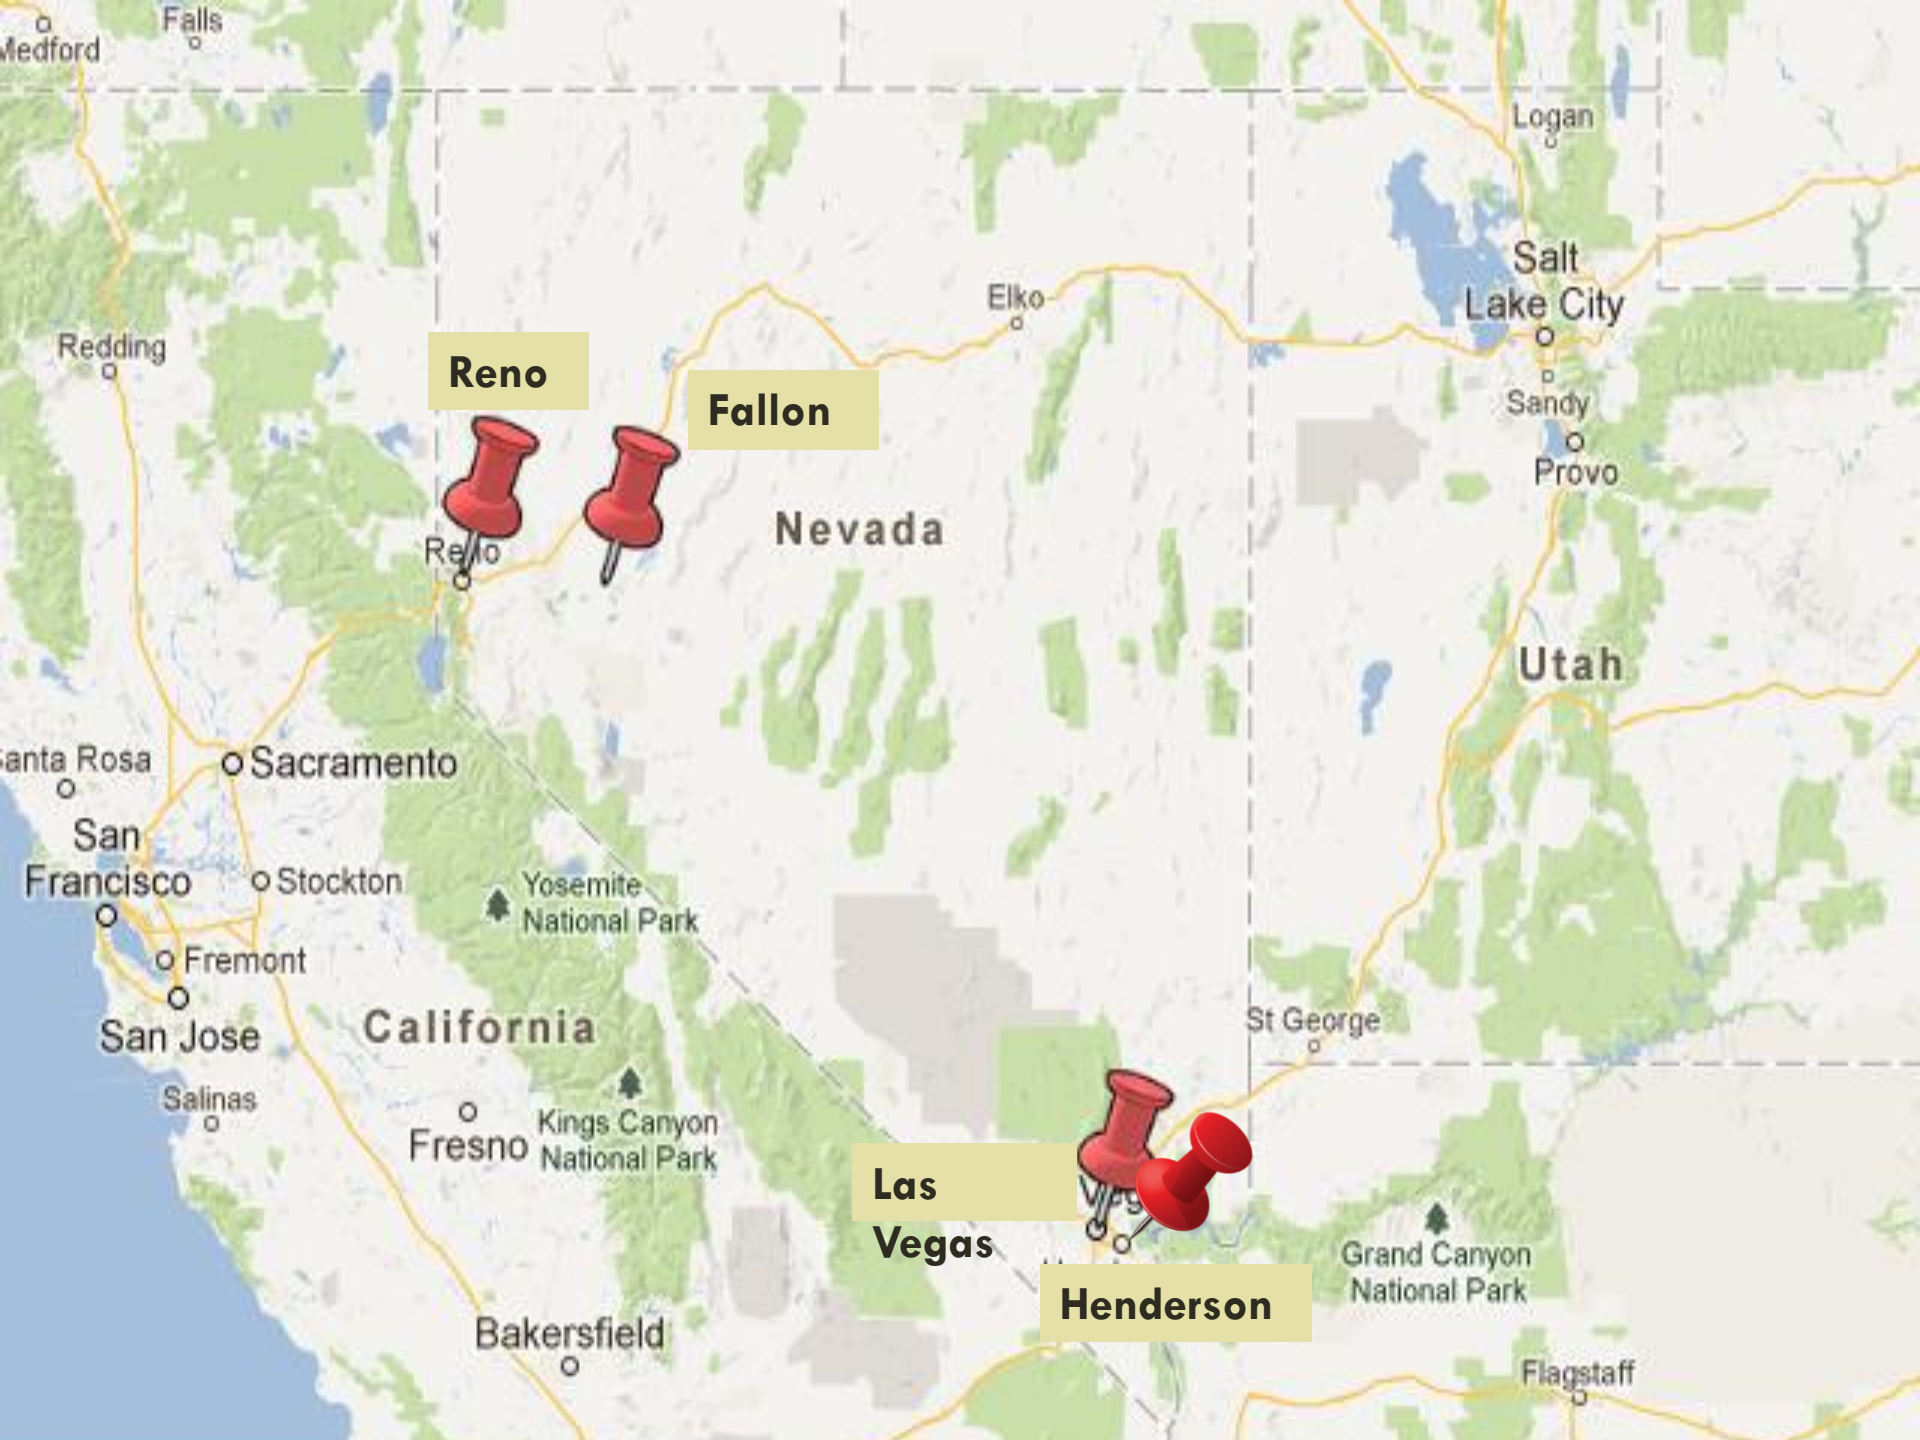 Medford
Falls
Logan
Salt
Lake City
Elko
Redding
Reno
Fallon
Sandy
Provo
Nevada
Reno
Utah
Santa Rosa
Sacramento
San
Francisco
Stockton
Yosemite
National Park
Fremont
San Jose
California
St George
Salinas
Fresno
Kings Canyon
National Park
Las
Vegas
Grand Canyon
National Park
Henderson
Bakersfield
Flagstaff